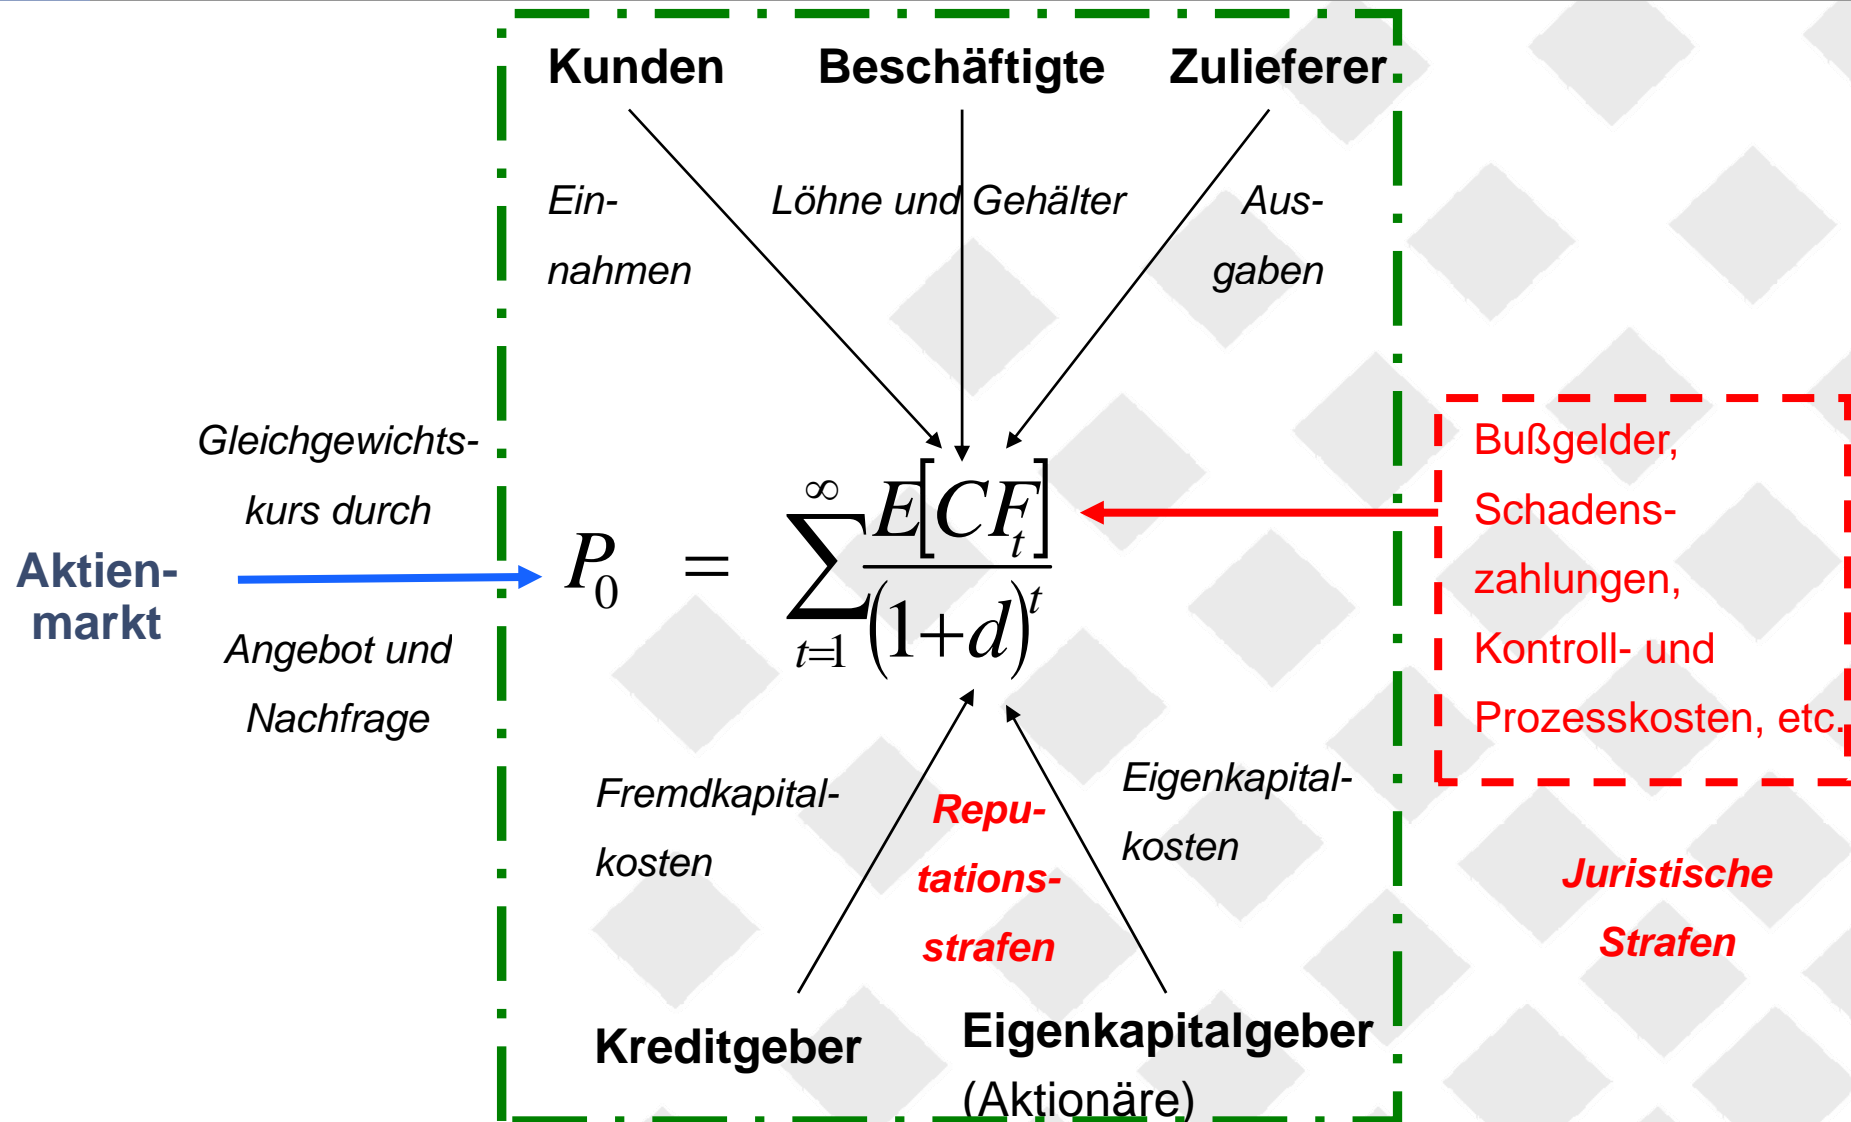 Kunden Beschäftigte Zulieferer
Ein-
nahmen
Löhne und Gehälter
Aus-
gaben
Gleichgewichts-
kurs durch
Aktien-
markt
Angebot und
Nachfrage
P₀ = ∑_{t=1}^{∞} E[CF_t] / (1+d)^t
Bußgelder,
Schadens-
zahlungen,
Kontroll- und
Prozesskosten, etc.
Fremdkapital-
kosten
Repu-
tations-
strafen
Eigenkapital-
kosten
Juristische
Strafen
Kreditgeber
Eigenkapitalgeber
(Aktionäre)